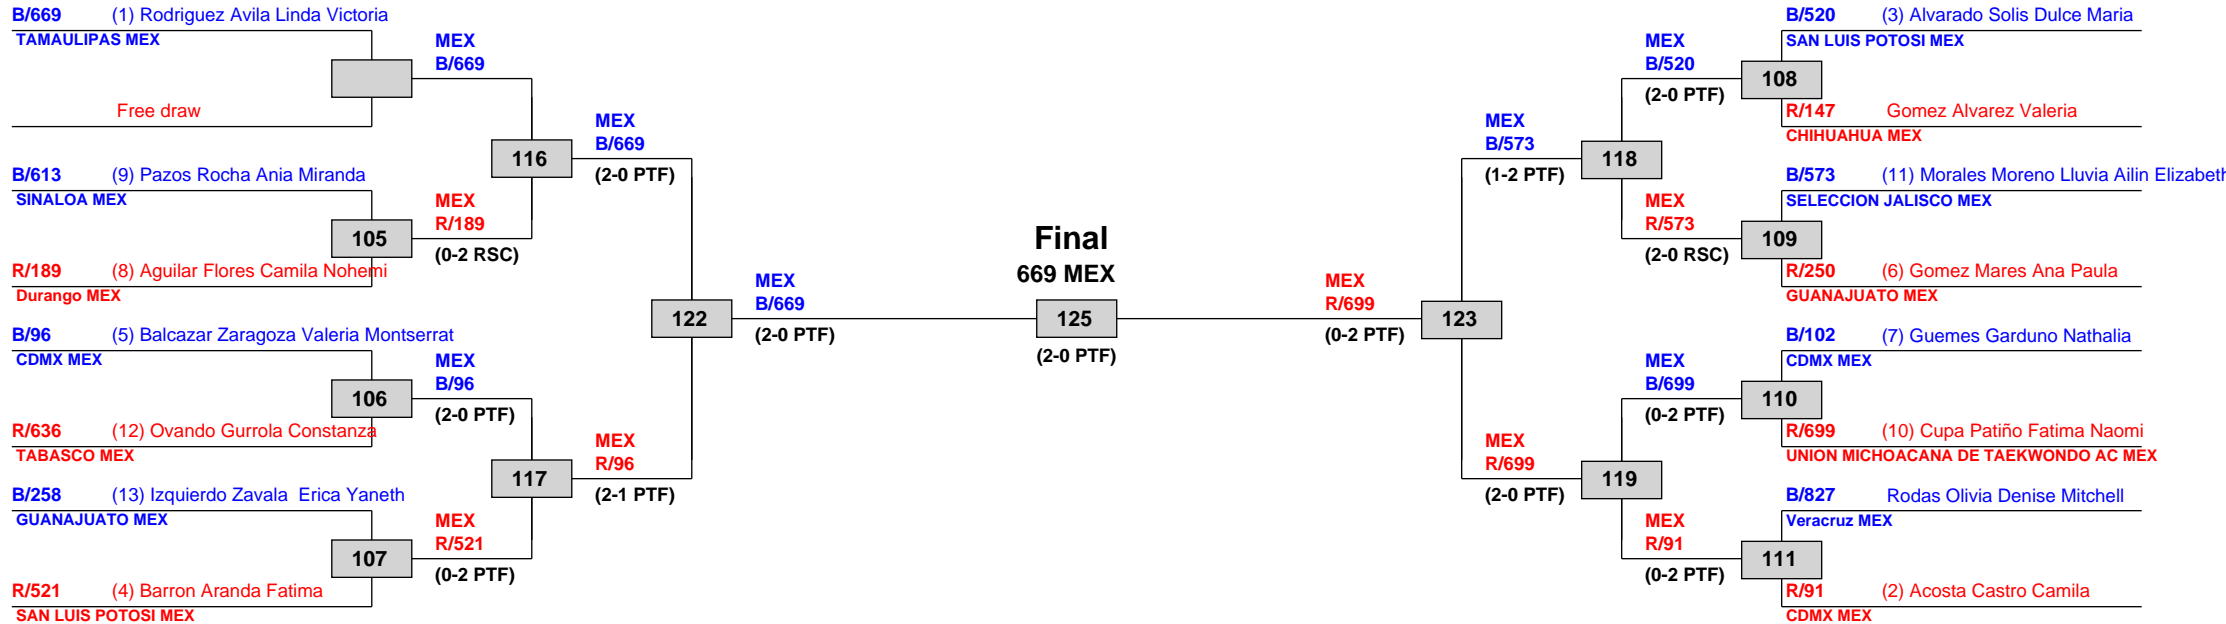 B/669 (1) Rodriguez Avila Linda Victoria
TAMAULIPAS MEX
Free draw
B/613 (9) Pazos Rocha Ania Miranda
SINALOA MEX
105
R/189 (8) Aguilar Flores Camila Nohemi
Durango MEX
B/96 (5) Balcazar Zaragoza Valeria Montserrat
CDMX MEX
106
R/636 (12) Ovando Gurrola Constanza
TABASCO MEX
B/258 (13) Izquierdo Zavala Erica Yaneth
GUANAJUATO MEX
107
R/521 (4) Barron Aranda Fatima
SAN LUIS POTOSI MEX
MEX
B/669
116
MEX
R/189
(0-2 RSC)
MEX
B/96
(2-0 PTF)
117
MEX
R/521
(0-2 PTF)
MEX
B/669
(2-0 PTF)
122
MEX
R/96
(2-1 PTF)
MEX
B/669
(2-0 PTF)
Final
669 MEX
125
(2-0 PTF)
MEX
R/699
(0-2 PTF)
123
MEX
B/573
(1-2 PTF)
118
MEX
R/699
(2-0 PTF)
119
MEX
B/520
(2-0 PTF)
MEX
R/573
(2-0 RSC)
MEX
B/699
(0-2 PTF)
MEX
R/91
(0-2 PTF)
B/520 (3) Alvarado Solis Dulce Maria
SAN LUIS POTOSI MEX
108
R/147 Gomez Alvarez Valeria
CHIHUAHUA MEX
B/573 (11) Morales Moreno Lluvia Ailin Elizabeth
SELECCION JALISCO MEX
109
R/250 (6) Gomez Mares Ana Paula
GUANAJUATO MEX
B/102 (7) Guemes Garduno Nathalia
CDMX MEX
110
R/699 (10) Cupa Patiño Fatima Naomi
UNION MICHOACANA DE TAEKWONDO AC MEX
B/827 Rodas Olivia Denise Mitchell
Veracruz MEX
111
R/91 (2) Acosta Castro Camila
CDMX MEX